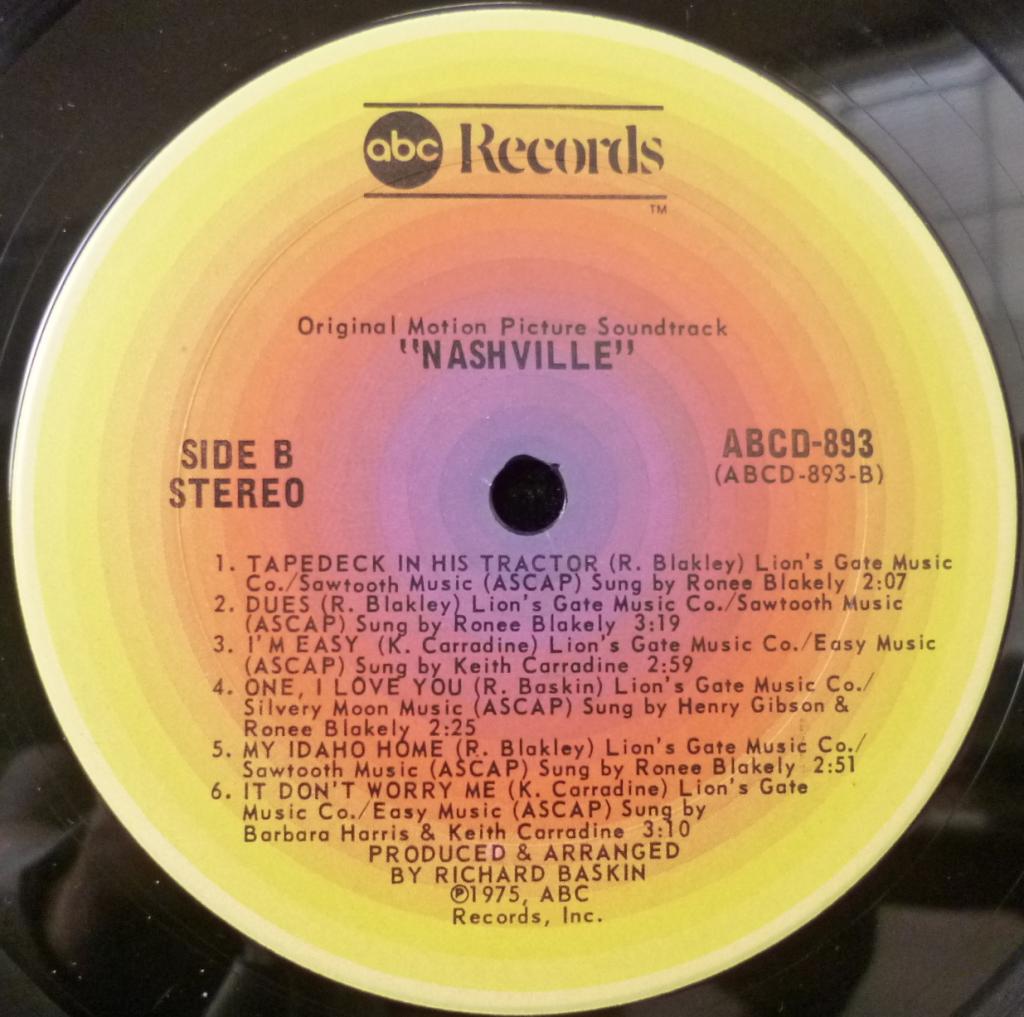 abc Records
TM
Original Motion Picture Soundtrack
"NASHVILLE"
SIDE B
STEREO
ABCD-893
(ABCD-893-B)
1. TAPEDECK IN HIS TRACTOR (R. Blakley) Lion's Gate Music
Co./Sawtooth Music (ASCAP) Sung by Ronee Blakely 2:07
2. DUES (R. Blakley) Lion's Gate Music Co./Sawtooth Music
(ASCAP) Sung by Ronee Blakely 3:19
3. I'M EASY (K. Carradine) Lion's Gate Music Co./Easy Music
(ASCAP) Sung by Keith Carradine 2:59
4. ONE, I LOVE YOU (R. Baskin) Lion's Gate Music Co./
Silvery Moon Music (ASCAP) Sung by Henry Gibson &
Ronee Blakely 2:25
5. MY IDAHO HOME (R. Blakley) Lion's Gate Music Co./
Sawtooth Music (ASCAP) Sung by Ronee Blakely 2:51
6. IT DON'T WORRY ME (K. Carradine) Lion's Gate
Music Co./Easy Music (ASCAP) Sung by
Barbara Harris & Keith Carradine 3:10
PRODUCED & ARRANGED
BY RICHARD BASKIN
℗1975, ABC
Records, Inc.